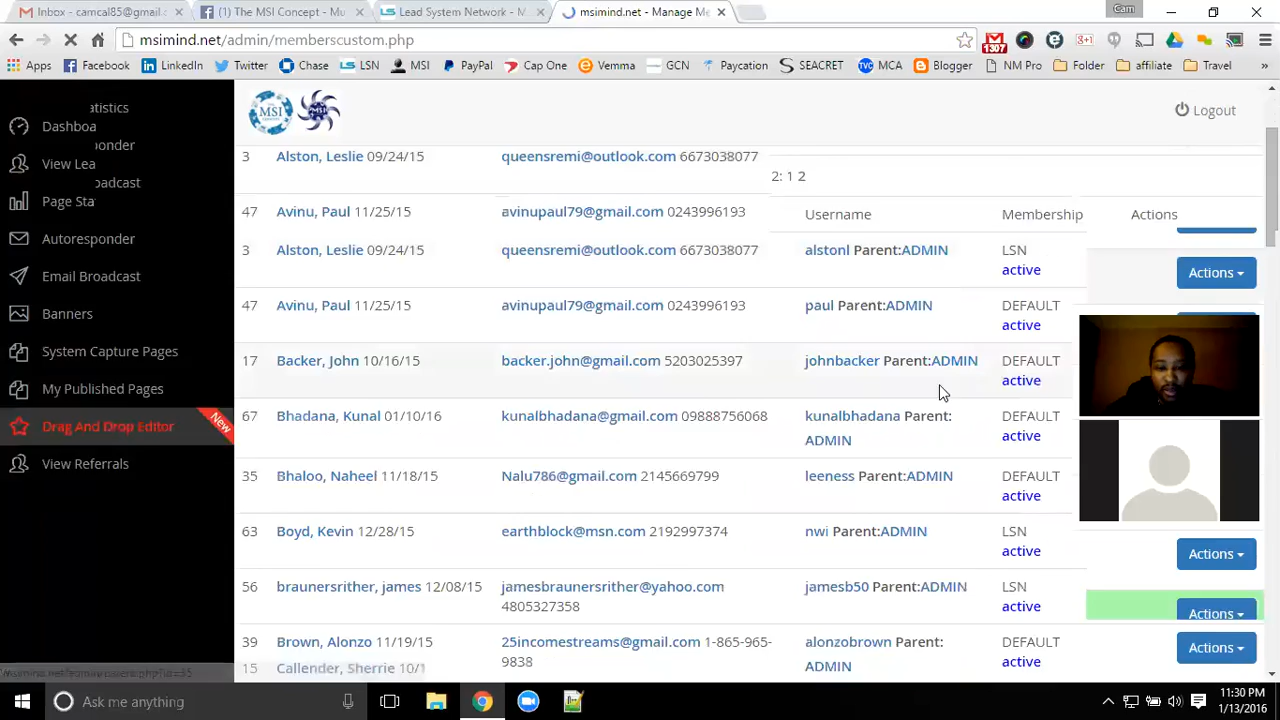 Inbox - camcal85@gmail.c
(1) The MSI Concept - Mu
Lead System Network - M
msimind.net - Manage Me
Cam
msimind.net/admin/memberscustom.php
1307
Apps Facebook LinkedIn Twitter Chase LSN MSI PayPal Cap One Vemma GCN Paycation SEACRET MCA Blogger NM Pro Folder affiliate Travel
atistics
Dashboa
ponder
View Lea
oadcast
Page Sta
Autoresponder
Email Broadcast
Banners
System Capture Pages
My Published Pages
Drag And Drop Editor
New
View Referrals
MSI
Logout
3 Alston, Leslie 09/24/15 queensremi@outlook.com 6673038077
2: 1 2
47 Avinu, Paul 11/25/15 avinupaul79@gmail.com 0243996193
Username Membership Actions
3 Alston, Leslie 09/24/15 queensremi@outlook.com 6673038077 alstonl Parent:ADMIN LSN
active
Actions
47 Avinu, Paul 11/25/15 avinupaul79@gmail.com 0243996193 paul Parent:ADMIN DEFAULT
active
17 Backer, John 10/16/15 backer.john@gmail.com 5203025397 johnbacker Parent:ADMIN DEFAULT
active
67 Bhadana, Kunal 01/10/16 kunalbhadana@gmail.com 09888756068 kunalbhadana Parent: DEFAULT
ADMIN active
35 Bhaloo, Naheel 11/18/15 Nalu786@gmail.com 2145669799 leeness Parent:ADMIN DEFAULT
active
63 Boyd, Kevin 12/28/15 earthblock@msn.com 2192997374 nwi Parent:ADMIN LSN
active
Actions
56 braunersrither, james 12/08/15 jamesbraunersrither@yahoo.com jamesb50 Parent:ADMIN LSN
4805327358 active
Actions
39 Brown, Alonzo 11/19/15 25incomestreams@gmail.com 1-865-965- alonzobrown Parent: DEFAULT
Actions
9838 ADMIN active
15 Callender, Sherrie 10/1
Ask me anything
11:30 PM
1/13/2016